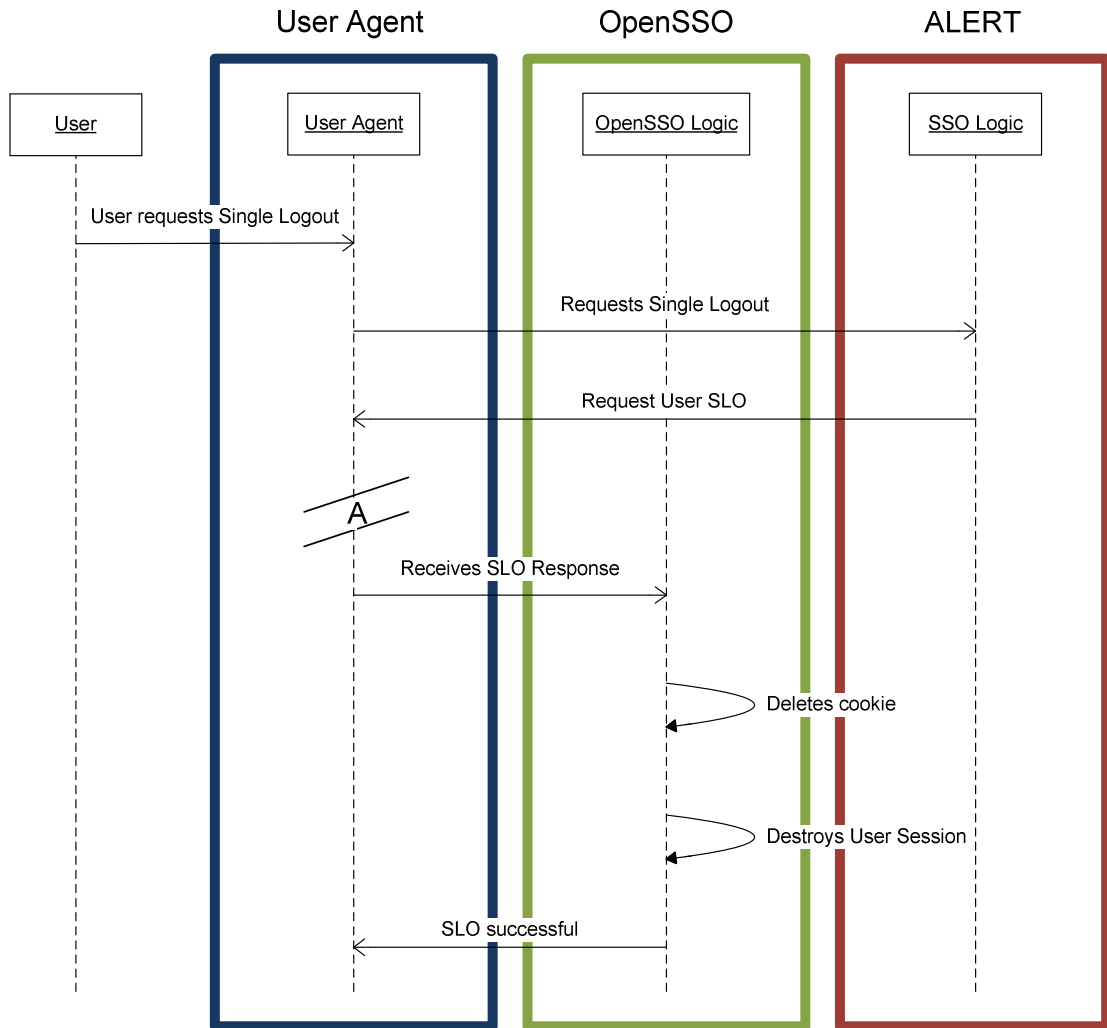 User Agent
OpenSSO
ALERT
User
User Agent
OpenSSO Logic
SSO Logic
User requests Single Logout
Requests Single Logout
Request User SLO
A
Receives SLO Response
Deletes cookie
Destroys User Session
SLO successful